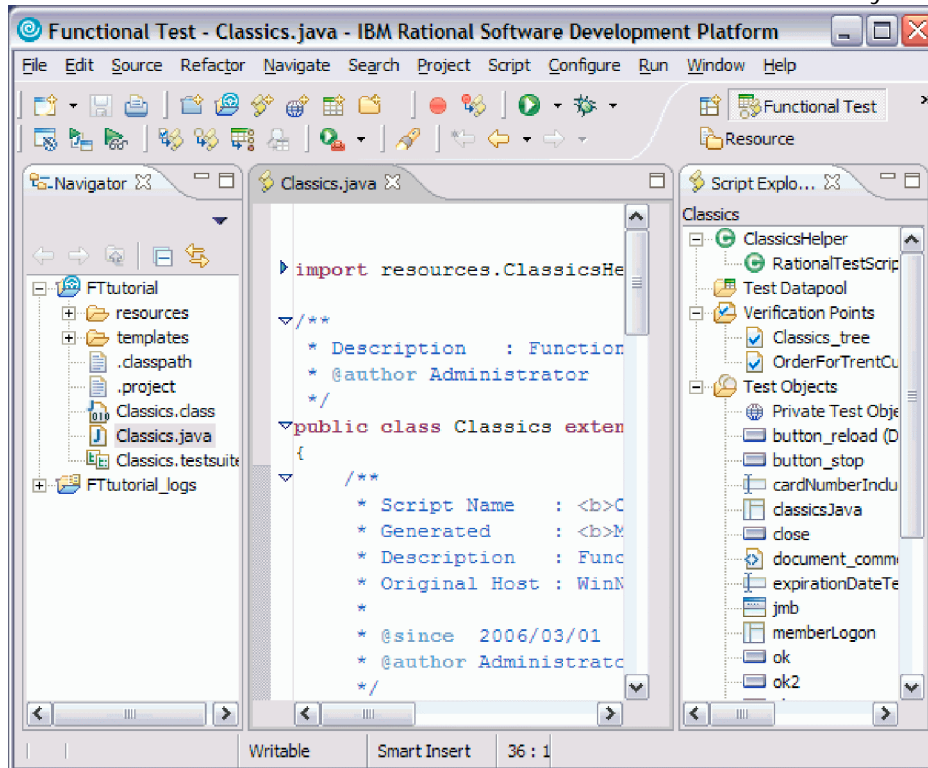 Functional Test - Classics.java - IBM Rational Software Development Platform
File Edit Source Refactor Navigate Search Project Script Configure Run Window Help
Functional Test
Resource
Navigator
FTtutorial
resources
templates
.classpath
.project
Classics.class
Classics.java
Classics.testsuite
FTtutorial_logs
Classics.java
import resources.ClassicsHe
/**
* Description : Function
* @author Administrator
*/
public class Classics exten
{
/**
* Script Name : <b>C
* Generated : <b>M
* Description : Func
* Original Host : WinN
*
* @since 2006/03/01
* @author Administrato
*/
Script Explo...
Classics
ClassicsHelper
RationalTestScrip
Test Datapool
Verification Points
Classics_tree
OrderForTrentCu
Test Objects
Private Test Obje
button_reload (D
button_stop
cardNumberInclu
classicsJava
close
document_comm
expirationDateTe
jmb
memberLogon
ok
ok2
Writable Smart Insert 36 : 1